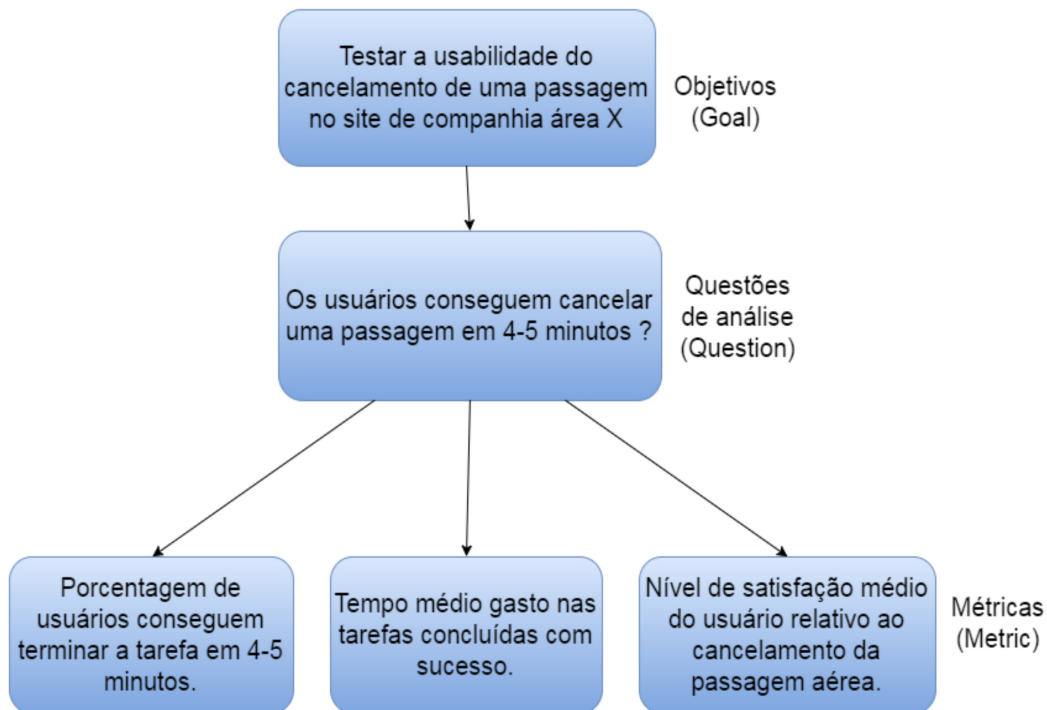 Testar a usabilidade do
cancelamento de uma passagem
no site de companhia área X
Objetivos
(Goal)
Os usuários conseguem cancelar
uma passagem em 4-5 minutos ?
Questões
de análise
(Question)
Porcentagem de
usuários conseguem
terminar a tarefa em 4-5
minutos.
Tempo médio gasto nas
tarefas concluídas com
sucesso.
Nível de satisfação médio
do usuário relativo ao
cancelamento da
passagem aérea.
Métricas
(Metric)